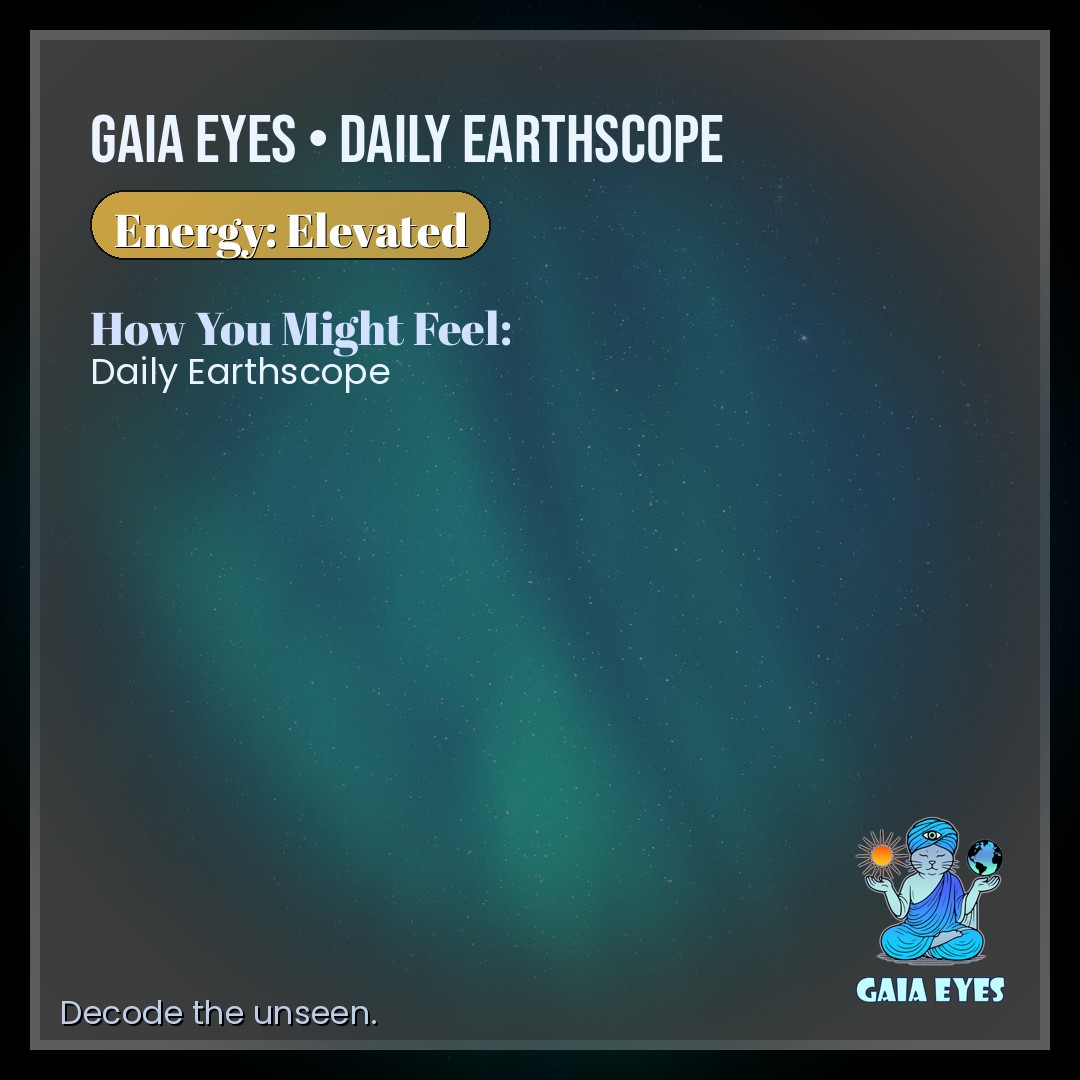 GAIA EYES • DAILY EARTHSCOPE
Energy: Elevated
How You Might Feel:
Daily Earthscope
GAIA EYES
Decode the unseen.